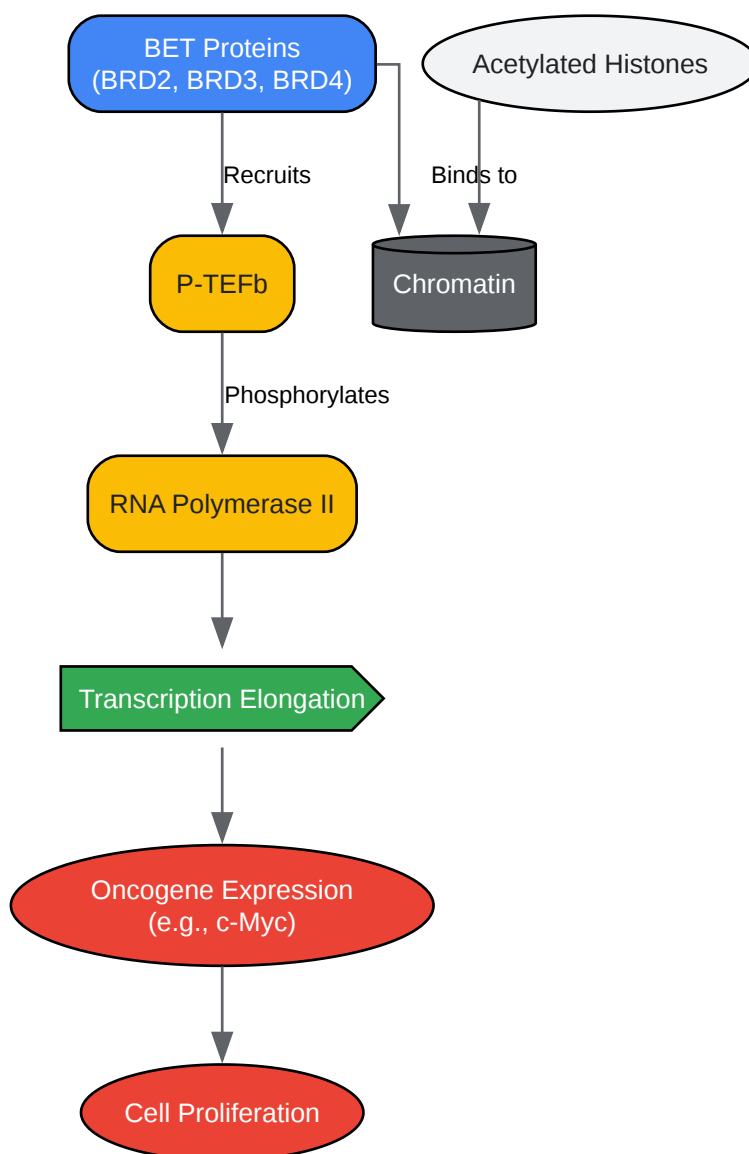 BET Proteins
(BRD2, BRD3, BRD4)
Acetylated Histones
Recruits
Binds to
P-TEFb
Chromatin
Phosphorylates
RNA Polymerase II
Transcription Elongation
Oncogene Expression
(e.g., c-Myc)
Cell Proliferation